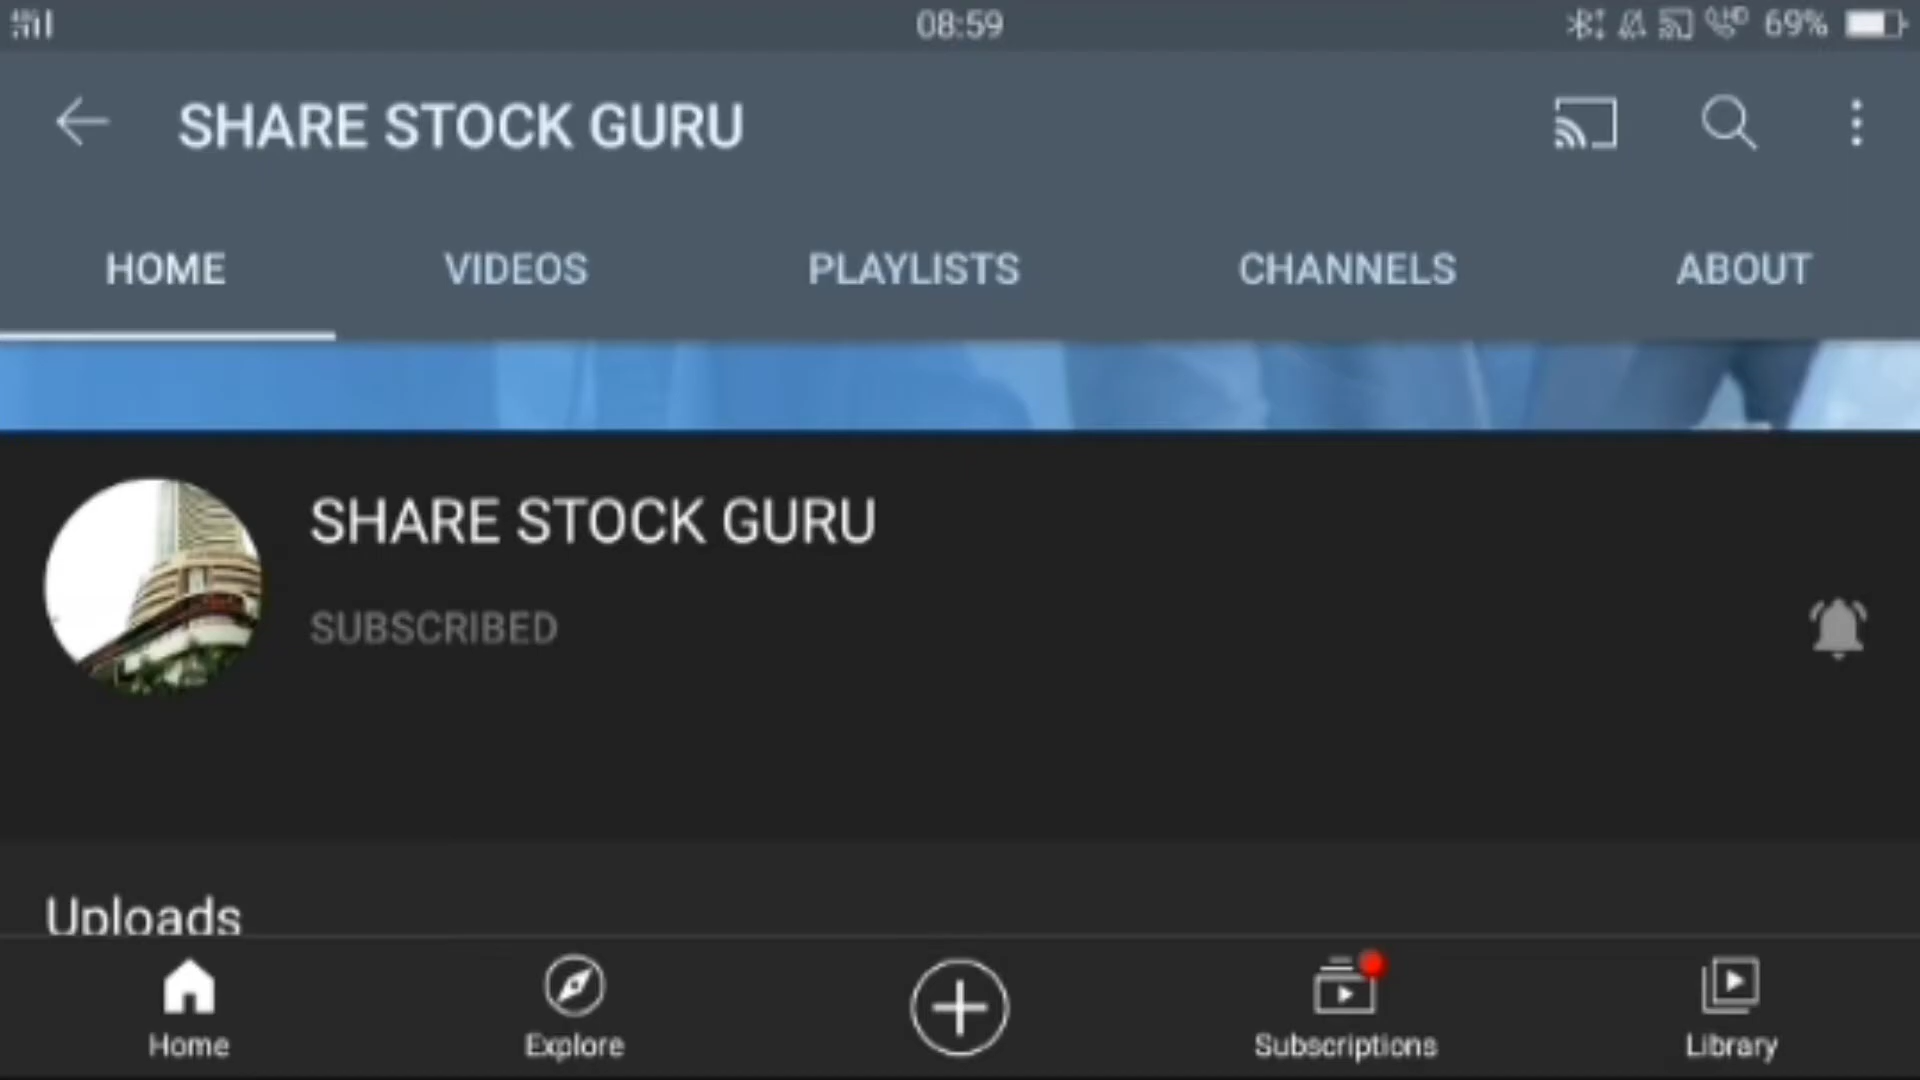 08:59
69%
SHARE STOCK GURU
HOME VIDEOS PLAYLISTS CHANNELS ABOUT
SHARE STOCK GURU
SUBSCRIBED
Uploads
Home Explore Subscriptions Library